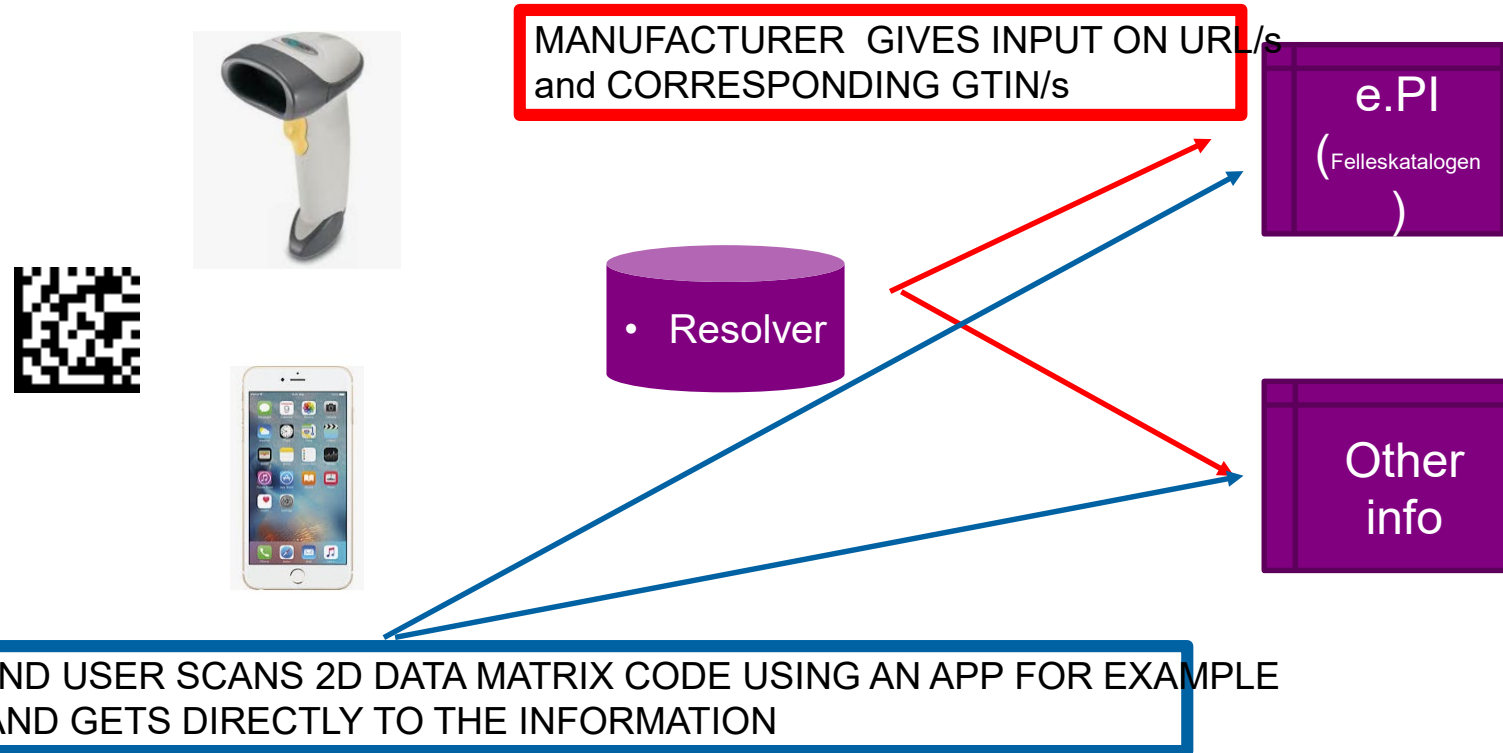 MANUFACTURER GIVES INPUT ON URL/s
and CORRESPONDING GTIN/s
e.PI
(Felleskatalogen
)
• Resolver
Other
info
ND USER SCANS 2D DATA MATRIX CODE USING AN APP FOR EXAMPLE
AND GETS DIRECTLY TO THE INFORMATION